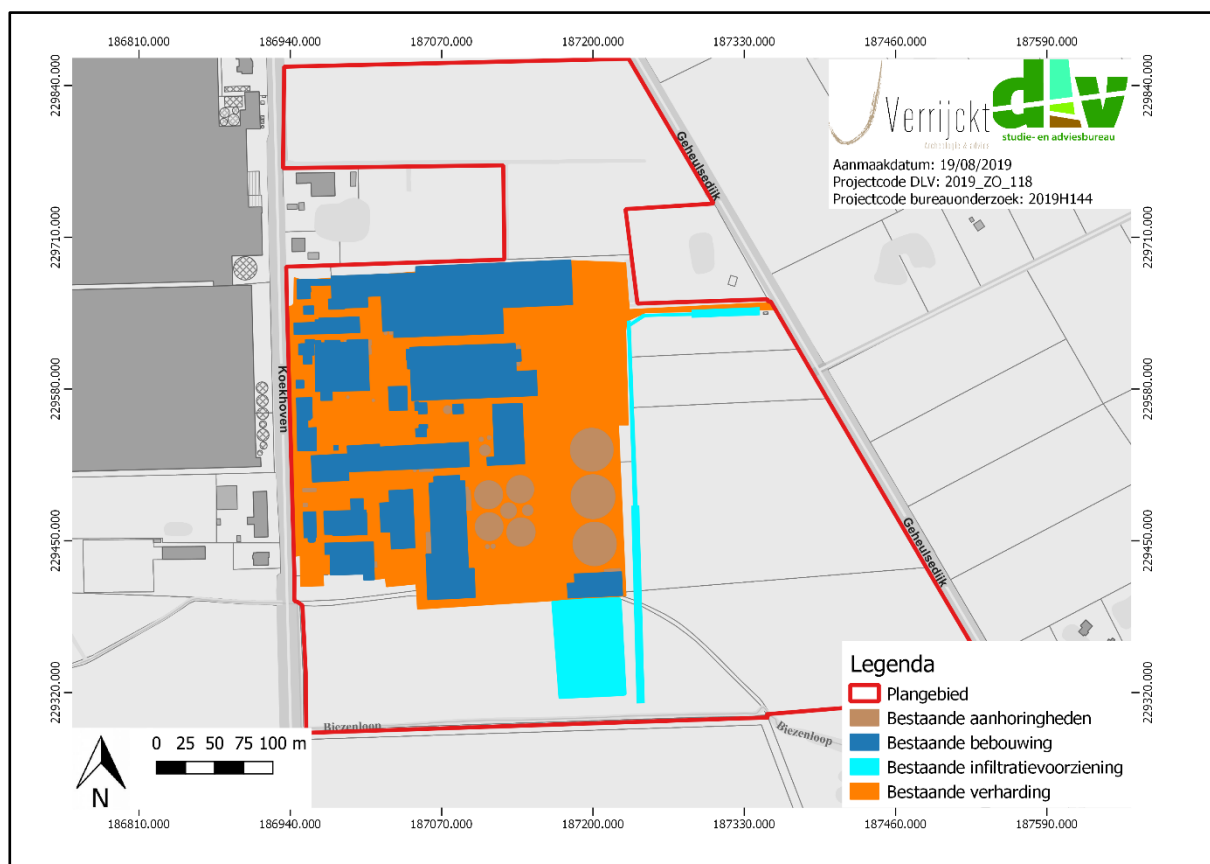 186810.000 186940.000 187070.000 187200.000 187330.000 187460.000 187590.000
229840.000
229840.000
Verrijckt
dlv
studie- en adviesbureau
Aanmaakdatum: 19/08/2019
Projectcode DLV: 2019_ZO_118
Projectcode bureauonderzoek: 2019H144
Geheulsedijk
229710.000
229710.000
Koekhoven
229580.000
229580.000
229450.000
229450.000
Geheulsedijk
229320.000
229320.000
Biezenloop
Biezenloop
0 25 50 75 100 m
N
Legenda
Plangebied
Bestaande aanhoringheden
Bestaande bebouwing
Bestaande infiltratievoorziening
Bestaande verharding
186810.000 186940.000 187070.000 187200.000 187330.000 187460.000 187590.000